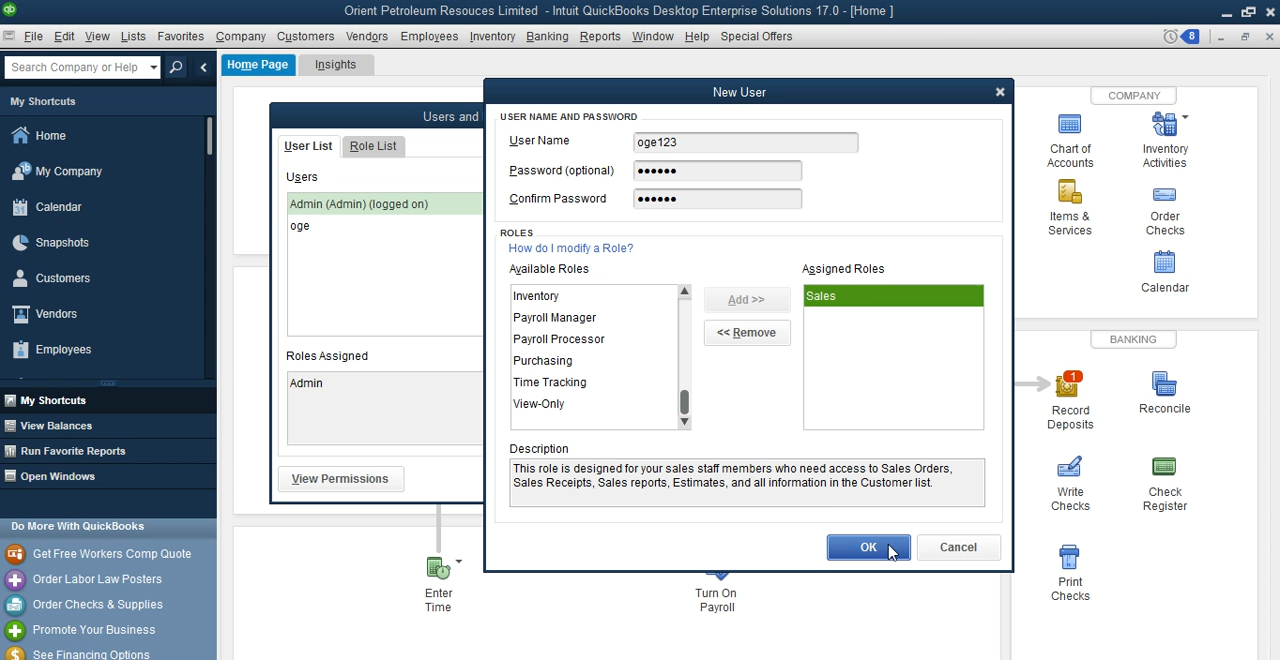 Orient Petroleum Resouces Limited - Intuit QuickBooks Desktop Enterprise Solutions 17.0 - [Home ]
File Edit View Lists Favorites Company Customers Vendors Employees Inventory Banking Reports Window Help Special Offers
8
Search Company or Help
Home Page
Insights
My Shortcuts
Home
My Company
Calendar
Snapshots
Customers
Vendors
Employees
My Shortcuts
View Balances
Run Favorite Reports
Open Windows
Do More With QuickBooks
Get Free Workers Comp Quote
Order Labor Law Posters
Order Checks & Supplies
Promote Your Business
See Financing Options
Users and
User List
Role List
Users
Admin (Admin) (logged on)
oge
Roles Assigned
Admin
View Permissions
New User
USER NAME AND PASSWORD
User Name
oge123
Password (optional)
••••••
Confirm Password
••••••
ROLES
How do I modify a Role?
Available Roles
Inventory
Payroll Manager
Payroll Processor
Purchasing
Time Tracking
View-Only
Add >>
<< Remove
Assigned Roles
Sales
Description
This role is designed for your sales staff members who need access to Sales Orders,
Sales Receipts, Sales reports, Estimates, and all information in the Customer list.
OK
Cancel
Enter
Time
Turn On
Payroll
COMPANY
Chart of
Accounts
Inventory
Activities
Items &
Services
Order
Checks
Calendar
BANKING
1
Record
Deposits
Reconcile
Write
Checks
Check
Register
Print
Checks